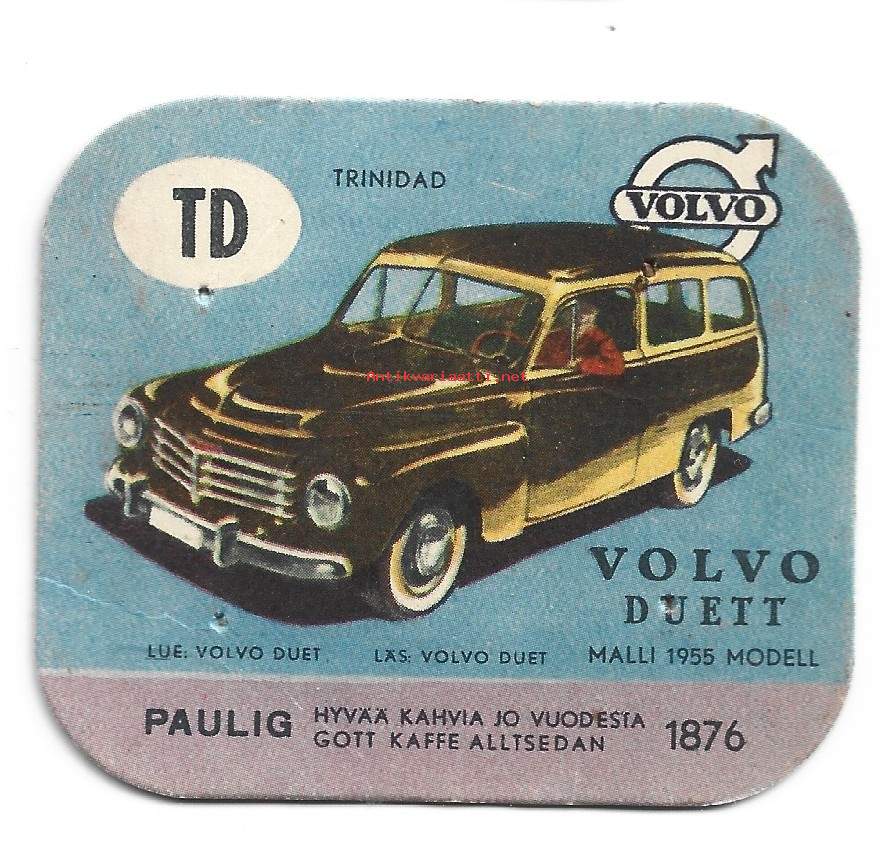 TD
TRINIDAD
VOLVO
Antikvariaatti.net
VOLVO
DUETT
LUE: VOLVO DUET
LÄS: VOLVO DUET
MALLI 1955 MODELL
PAULIG
HYVÄÄ KAHVIA JO VUODESTA
GOTT KAFFE ALLTSEDAN
1876